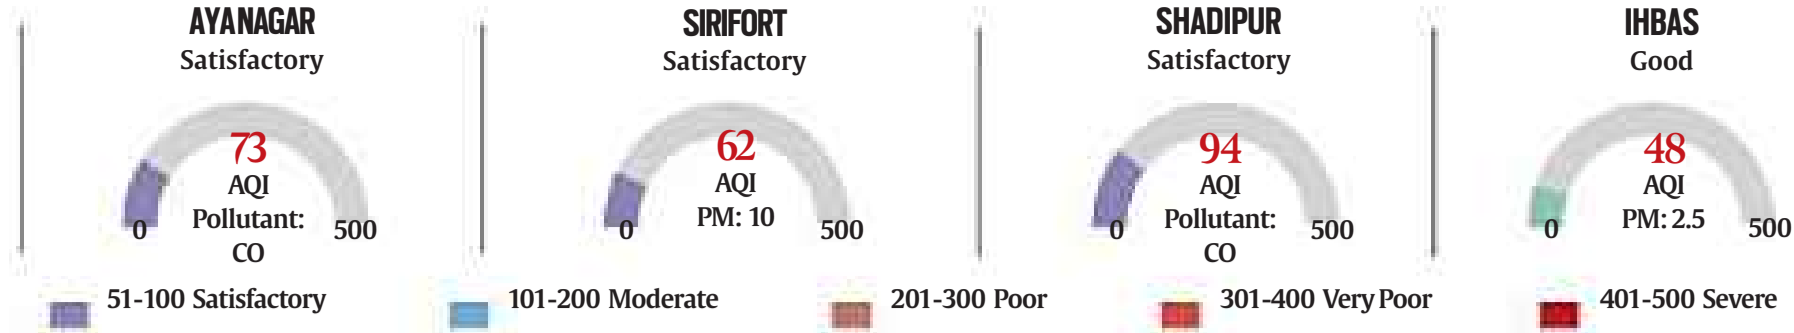 AYANAGAR
Satisfactory
73
AQI
Pollutant:
CO
0
500
SIRIFORT
Satisfactory
62
AQI
PM: 10
0
500
SHADIPUR
Satisfactory
94
AQI
Pollutant:
CO
0
500
IHBAS
Good
48
AQI
PM: 2.5
0
500
51-100 Satisfactory
101-200 Moderate
201-300 Poor
301-400 Very Poor
401-500 Severe